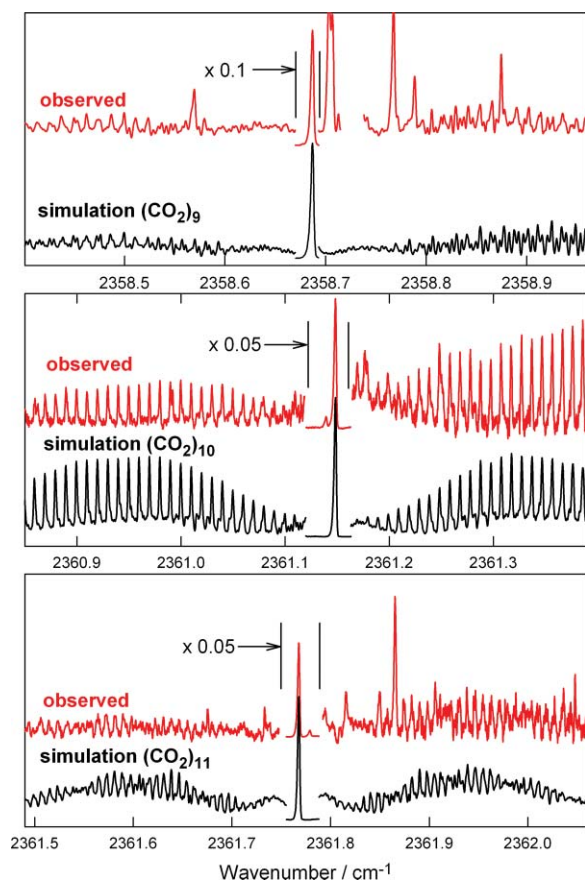 x 0.1
observed
simulation (CO₂)₉
2358.5 2358.6 2358.7 2358.8 2358.9
x 0.05
observed
simulation (CO₂)₁₀
2360.9 2361.0 2361.1 2361.2 2361.3
x 0.05
observed
simulation (CO₂)₁₁
2361.5 2361.6 2361.7 2361.8 2361.9 2362.0
Wavenumber / cm⁻¹